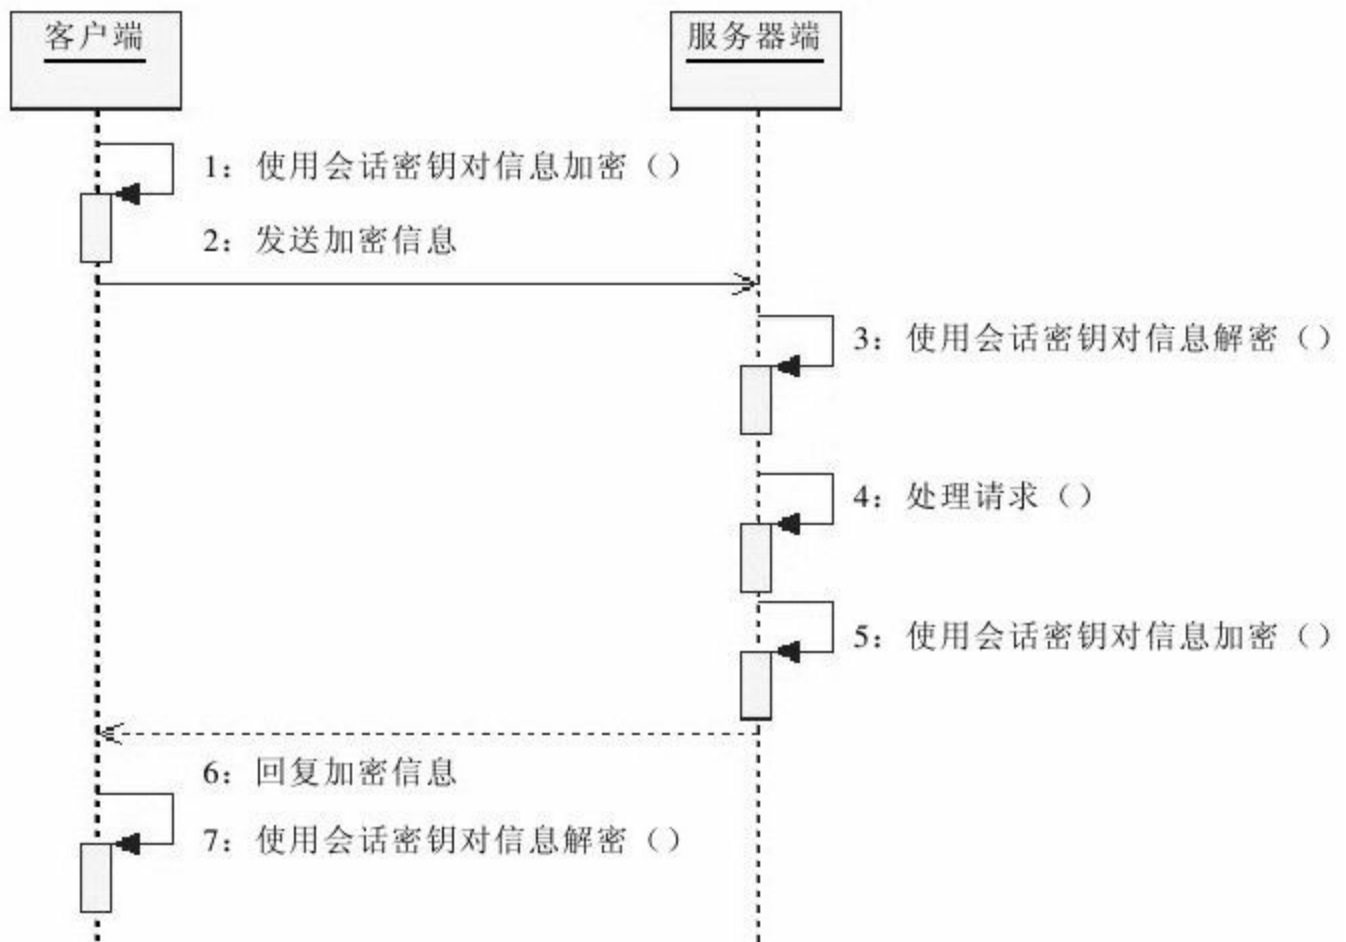 客户端
服务器端
1：使用会话密钥对信息加密（）
2：发送加密信息
3：使用会话密钥对信息解密（）
4：处理请求（）
5：使用会话密钥对信息加密（）
6：回复加密信息
7：使用会话密钥对信息解密（）